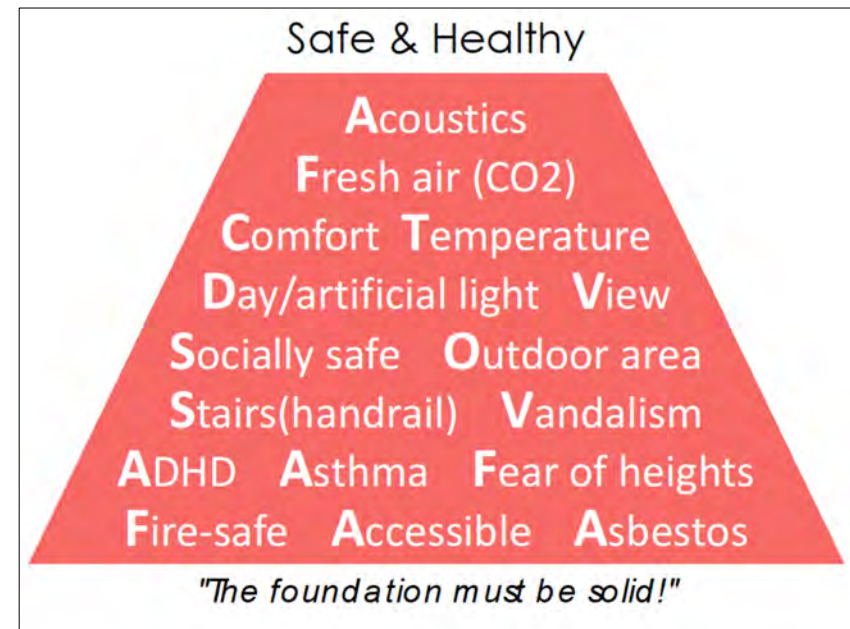 Safe & Healthy
Acoustics
Fresh air (CO2)
Comfort Temperature
Day/artificial light View
Socially safe Outdoor area
Stairs(handrail) Vandalism
ADHD Asthma Fear of heights
Fire-safe Accessible Asbestos
"The foundation must be solid!"